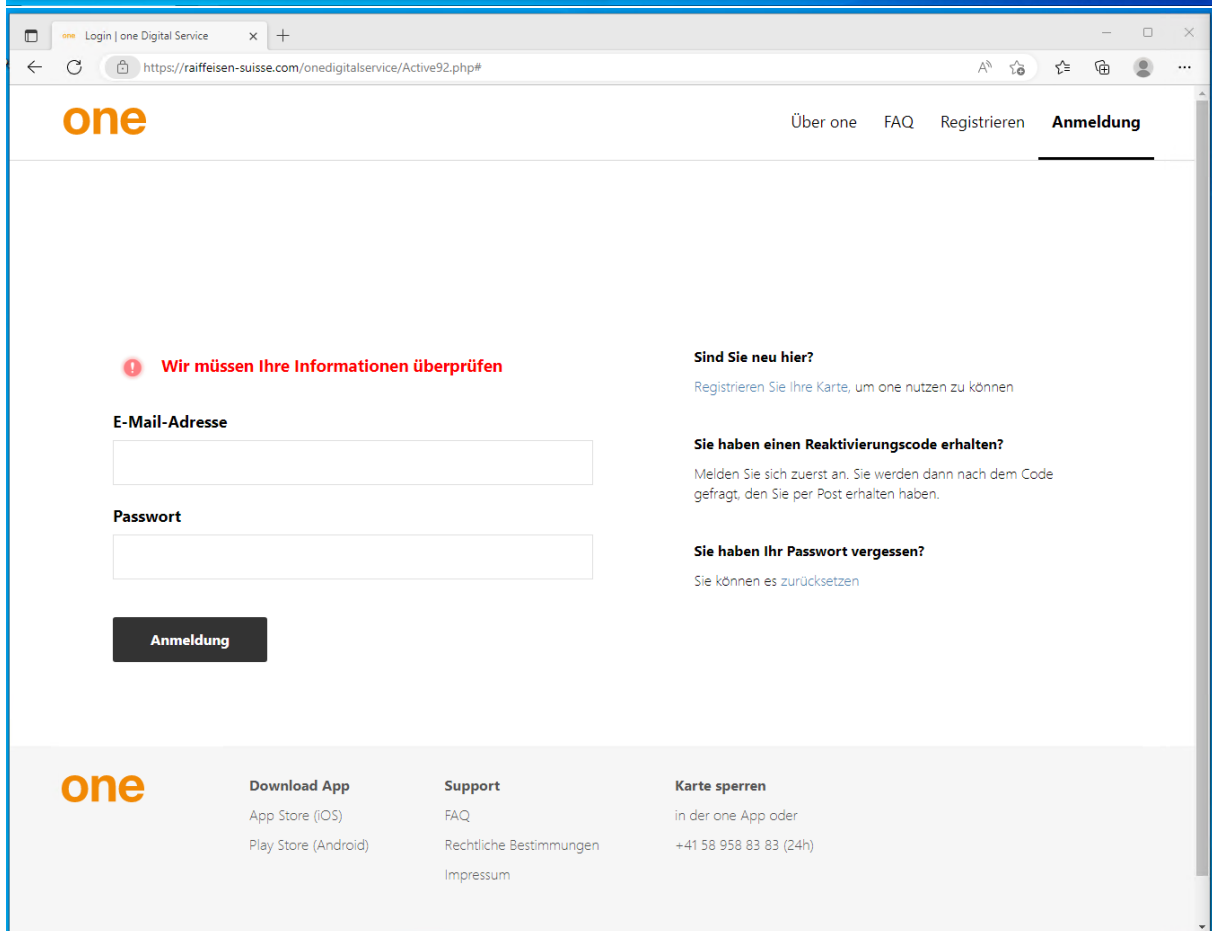 one Login | one Digital Service
https://raiffeisen-suisse.com/onedigitalservice/Active92.php#
one
Über one FAQ Registrieren Anmeldung
Wir müssen Ihre Informationen überprüfen
E-Mail-Adresse
Passwort
Anmeldung
Sind Sie neu hier?
Registrieren Sie Ihre Karte, um one nutzen zu können
Sie haben einen Reaktivierungscode erhalten?
Melden Sie sich zuerst an. Sie werden dann nach dem Code
gefragt, den Sie per Post erhalten haben.
Sie haben Ihr Passwort vergessen?
Sie können es zurücksetzen
one
Download App
App Store (iOS)
Play Store (Android)
Support
FAQ
Rechtliche Bestimmungen
Impressum
Karte sperren
in der one App oder
+41 58 958 83 83 (24h)